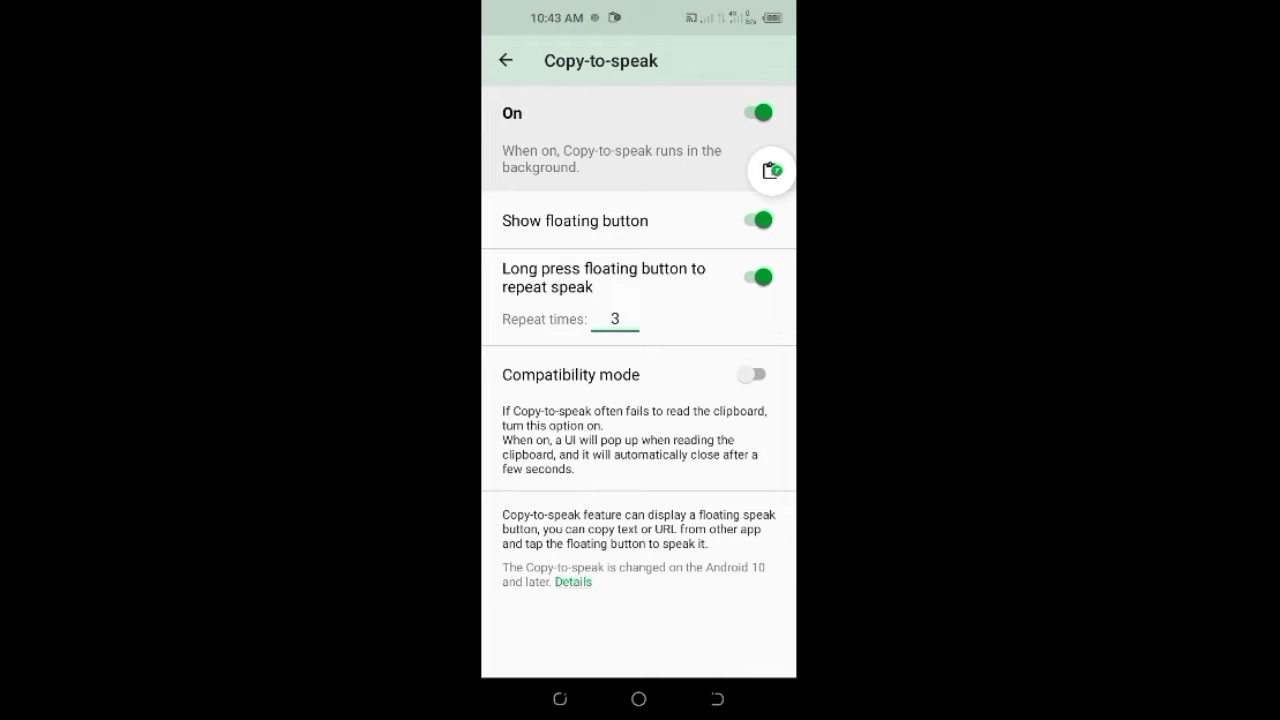 10:43 AM
Copy-to-speak
On
When on, Copy-to-speak runs in the
background.
Show floating button
Long press floating button to
repeat speak
Repeat times: 3
Compatibility mode
If Copy-to-speak often fails to read the clipboard,
turn this option on.
When on, a UI will pop up when reading the
clipboard, and it will automatically close after a
few seconds.
Copy-to-speak feature can display a floating speak
button, you can copy text or URL from other app
and tap the floating button to speak it.
The Copy-to-speak is changed on the Android 10
and later. Details